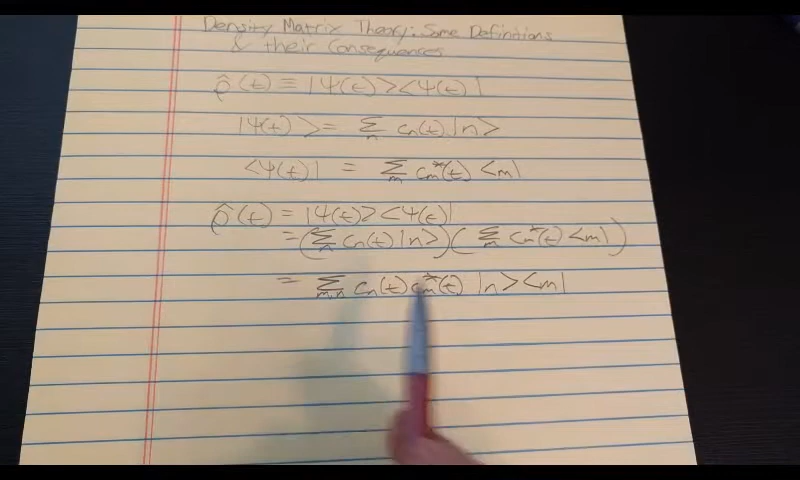 Density Matrix Theory: Some Definitions
& their Consequences
ρ̂(t) ≡ |Ψ(t)><Ψ(t)|
|Ψ(t)> = Σₙ cₙ(t) |n>
<Ψ(t)| = Σₘ cₘ*(t) <m|
ρ̂(t) = |Ψ(t)><Ψ(t)|
= (Σₙ cₙ(t) |n>) (Σₘ cₘ*(t) <m|)
= Σₘ,ₙ cₙ(t) cₘ*(t) |n><m|